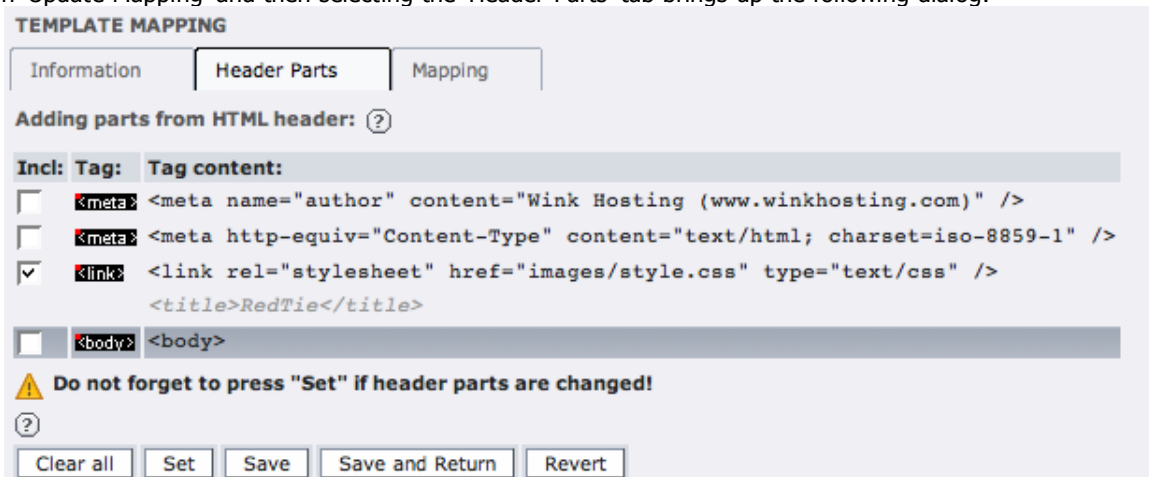 'Update Mapping' and then selecting the 'Header Parts' tab brings up the following dialog:
TEMPLATE MAPPING
Information Header Parts Mapping
Adding parts from HTML header: ?
Incl: Tag: Tag content:
<meta> <meta name="author" content="Wink Hosting (www.winkhosting.com)" />
<meta> <meta http-equiv="Content-Type" content="text/html; charset=iso-8859-1" />
<link> <link rel="stylesheet" href="images/style.css" type="text/css" />
<title>RedTie</title>
<body> <body>
Do not forget to press "Set" if header parts are changed!
?
Clear all Set Save Save and Return Revert